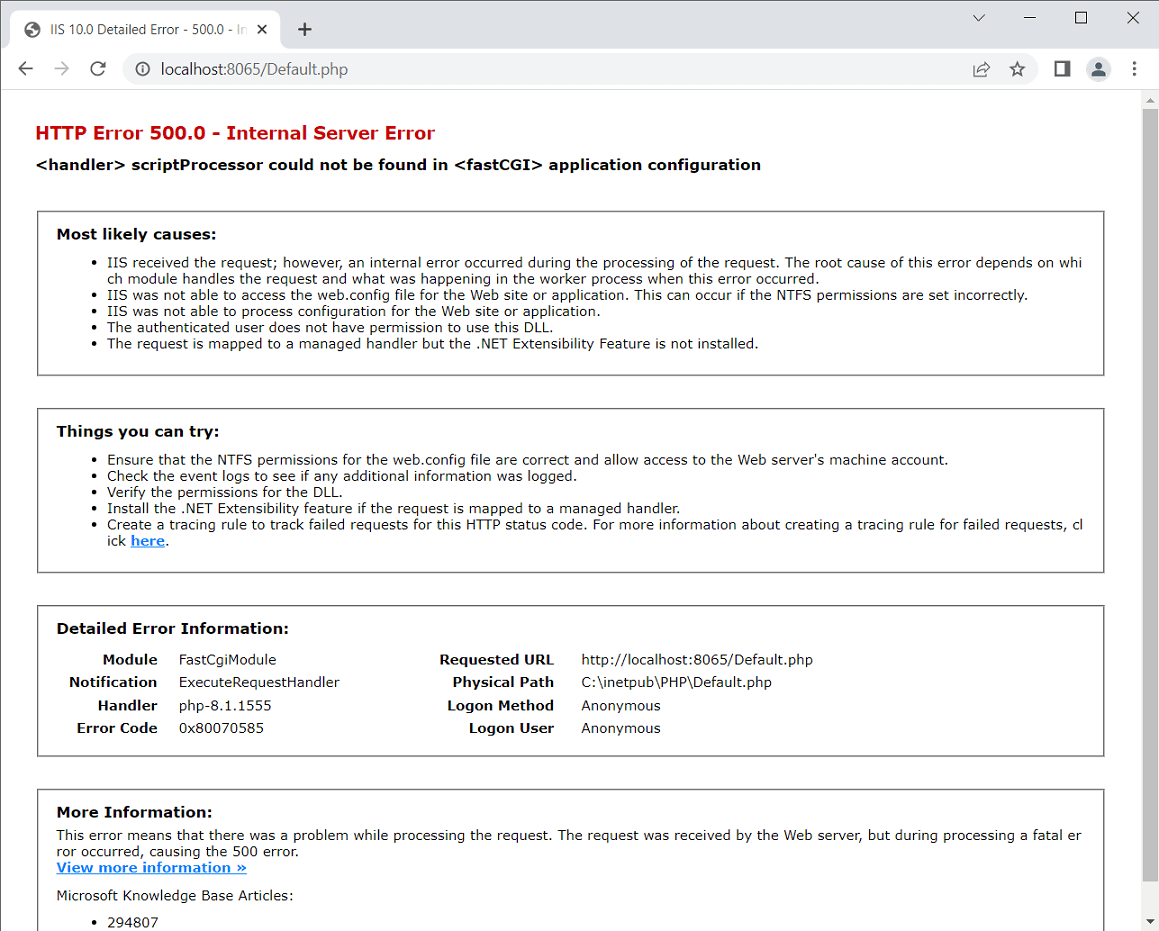 IIS 10.0 Detailed Error - 500.0 - In
localhost:8065/Default.php
HTTP Error 500.0 - Internal Server Error
<handler> scriptProcessor could not be found in <fastCGI> application configuration
Most likely causes:
• IIS received the request; however, an internal error occurred during the processing of the request. The root cause of this error depends on whi
ch module handles the request and what was happening in the worker process when this error occurred.
• IIS was not able to access the web.config file for the Web site or application. This can occur if the NTFS permissions are set incorrectly.
• IIS was not able to process configuration for the Web site or application.
• The authenticated user does not have permission to use this DLL.
• The request is mapped to a managed handler but the .NET Extensibility Feature is not installed.
Things you can try:
• Ensure that the NTFS permissions for the web.config file are correct and allow access to the Web server's machine account.
• Check the event logs to see if any additional information was logged.
• Verify the permissions for the DLL.
• Install the .NET Extensibility feature if the request is mapped to a managed handler.
• Create a tracing rule to track failed requests for this HTTP status code. For more information about creating a tracing rule for failed requests, cl
ick here.
Detailed Error Information:
Module FastCgiModule Requested URL http://localhost:8065/Default.php
Notification ExecuteRequestHandler Physical Path C:\inetpub\PHP\Default.php
Handler php-8.1.1555 Logon Method Anonymous
Error Code 0x80070585 Logon User Anonymous
More Information:
This error means that there was a problem while processing the request. The request was received by the Web server, but during processing a fatal er
ror occurred, causing the 500 error.
View more information »
Microsoft Knowledge Base Articles:
• 294807